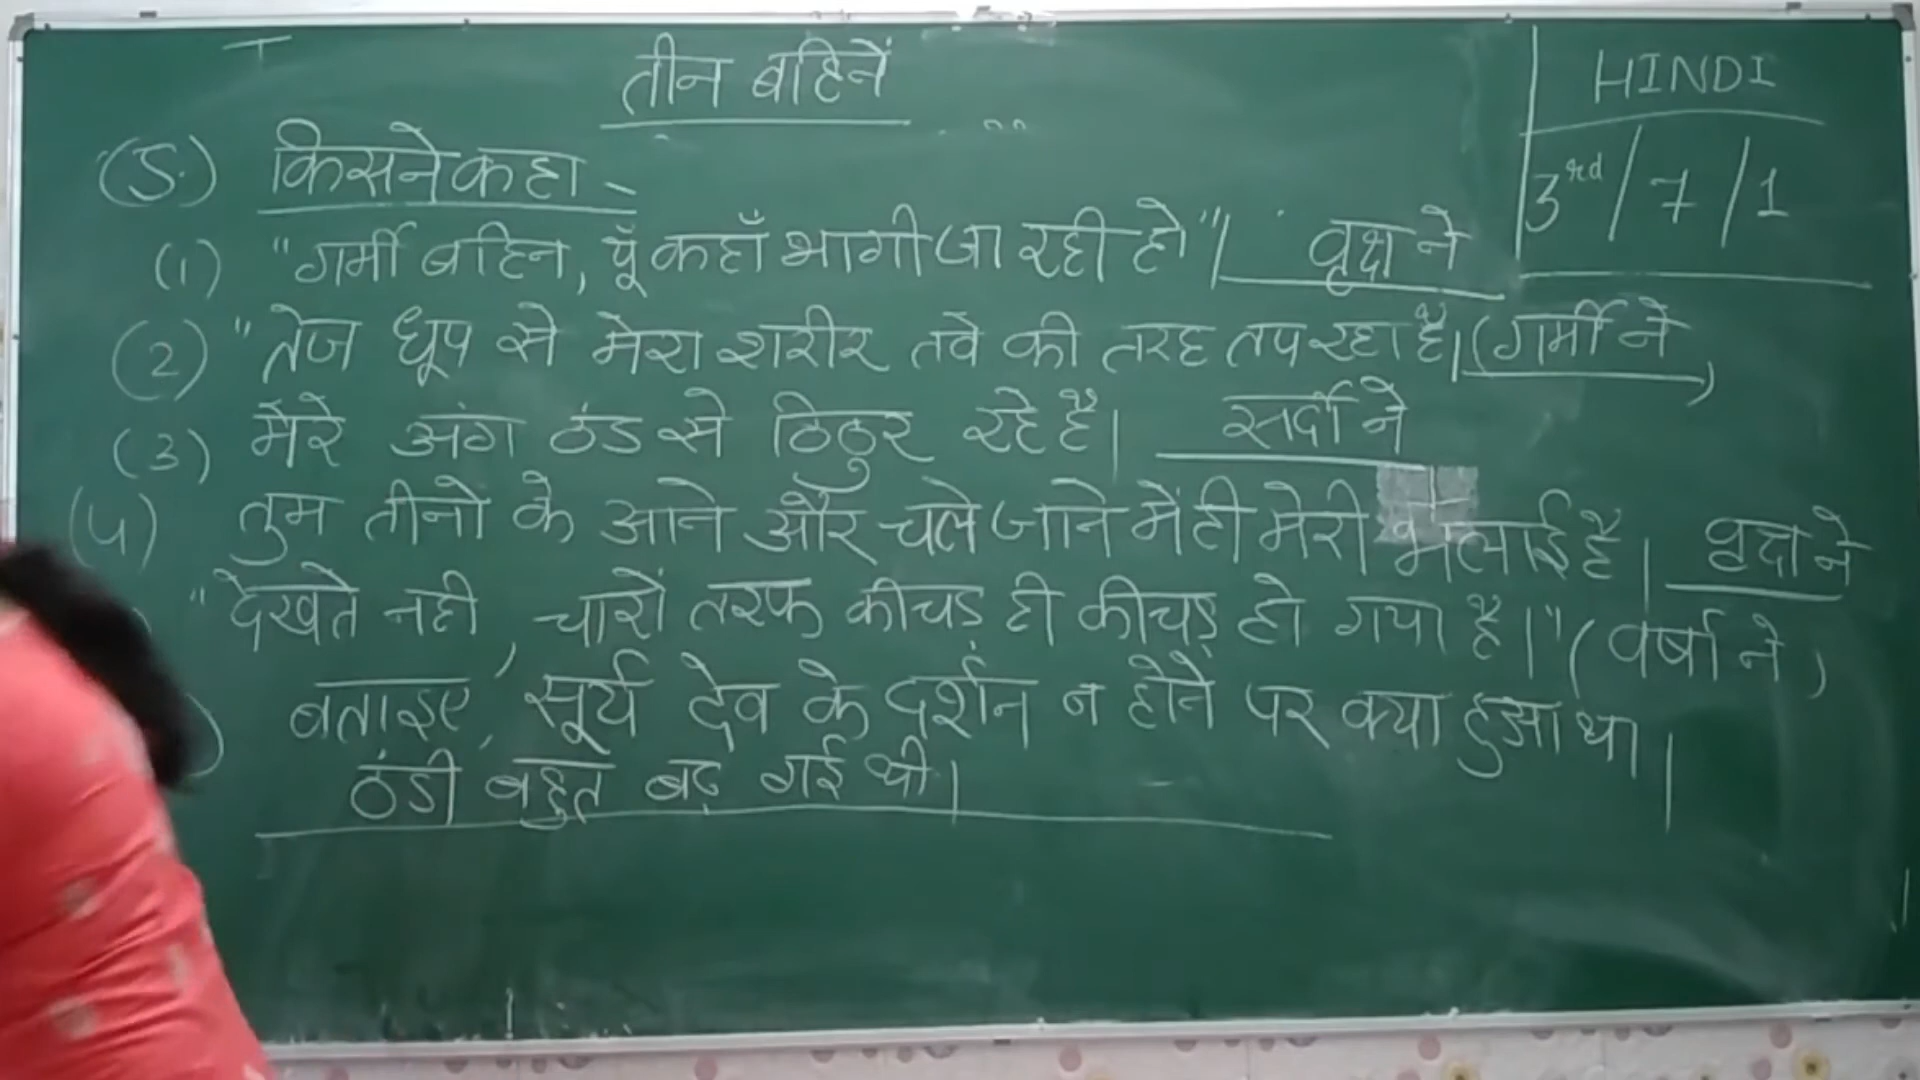 तीन बहिनें
HINDI
3rd / 7 / 1
(5.) किसने कहा -
(1) "गर्मी बहिन, यूँ कहाँ भागी जा रही हो"। वृक्ष ने
(2) "तेज धूप से मेरा शरीर तवे की तरह तप रहा है। (गर्मी ने)
(3) मेरे अंग ठंड से ठिठुर रहे हैं। सर्दी ने
(4) तुम तीनो के आने और चले जाने में ही मेरी भलाई है। वृक्ष ने
"देखते नही, चारों तरफ कीचड़ ही कीचड़ हो गया है।" (वर्षा ने)
) बताइए, सूर्य देव के दर्शन न होने पर क्या हुआ था।
ठंडी बहुत बढ़ गई थी।